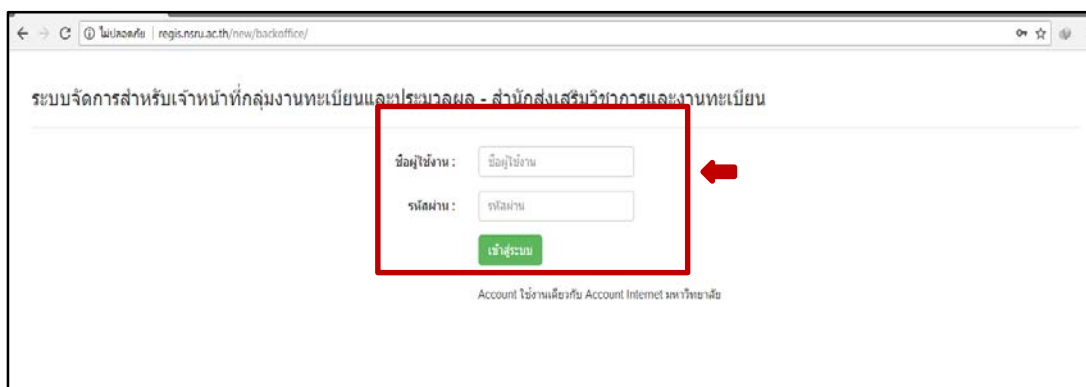 ไม่ปลอดภัย | regis.nsru.ac.th/new/backoffice/
ระบบจัดการสำหรับเจ้าหน้าที่กลุ่มงานทะเบียนและประมวลผล - สำนักส่งเสริมวิชาการและงานทะเบียน
ชื่อผู้ใช้งาน : ชื่อผู้ใช้งาน
รหัสผ่าน : รหัสผ่าน
เข้าสู่ระบบ
Account ใช้งานเดียวกับ Account Internet มหาวิทยาลัย